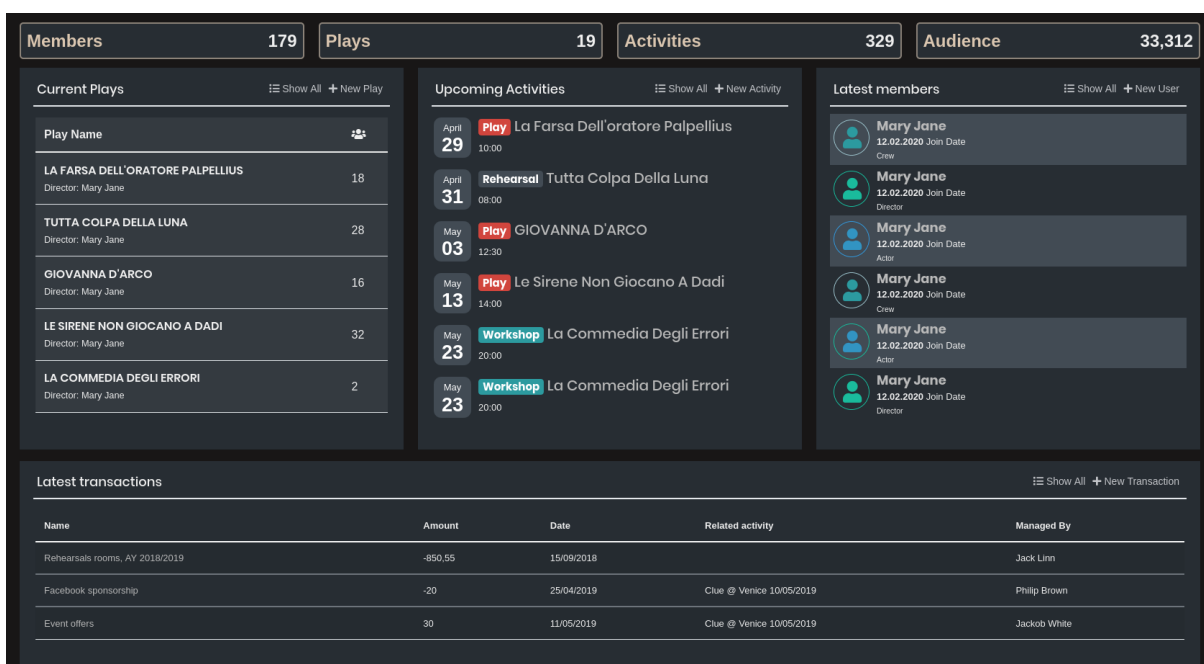 Members 179 Plays 19 Activities 329 Audience 33,312
Current Plays Show All New Play
Play Name
LA FARSA DELL'ORATORE PALPELLIUS 18
Director: Mary Jane
TUTTA COLPA DELLA LUNA 28
Director: Mary Jane
GIOVANNA D'ARCO 16
Director: Mary Jane
LE SIRENE NON GIOCANO A DADI 32
Director: Mary Jane
LA COMMEDIA DEGLI ERRORI 2
Director: Mary Jane
Upcoming Activities Show All New Activity
April Play La Farsa Dell'oratore Palpellius
29 10:00
April Rehearsal Tutta Colpa Della Luna
31 08:00
May Play GIOVANNA D'ARCO
03 12:30
May Play Le Sirene Non Giocano A Dadi
13 14:00
May Workshop La Commedia Degli Errori
23 20:00
May Workshop La Commedia Degli Errori
23 20:00
Latest members Show All New User
Mary Jane
12.02.2020 Join Date
Crew
Mary Jane
12.02.2020 Join Date
Director
Mary Jane
12.02.2020 Join Date
Actor
Mary Jane
12.02.2020 Join Date
Crew
Mary Jane
12.02.2020 Join Date
Actor
Mary Jane
12.02.2020 Join Date
Director
Latest transactions Show All New Transaction
Name Amount Date Related activity Managed By
Rehearsals rooms, AY 2018/2019 -850,55 15/09/2018 Jack Linn
Facebook sponsorship -20 25/04/2019 Clue @ Venice 10/05/2019 Philip Brown
Event offers 30 11/05/2019 Clue @ Venice 10/05/2019 Jackob White